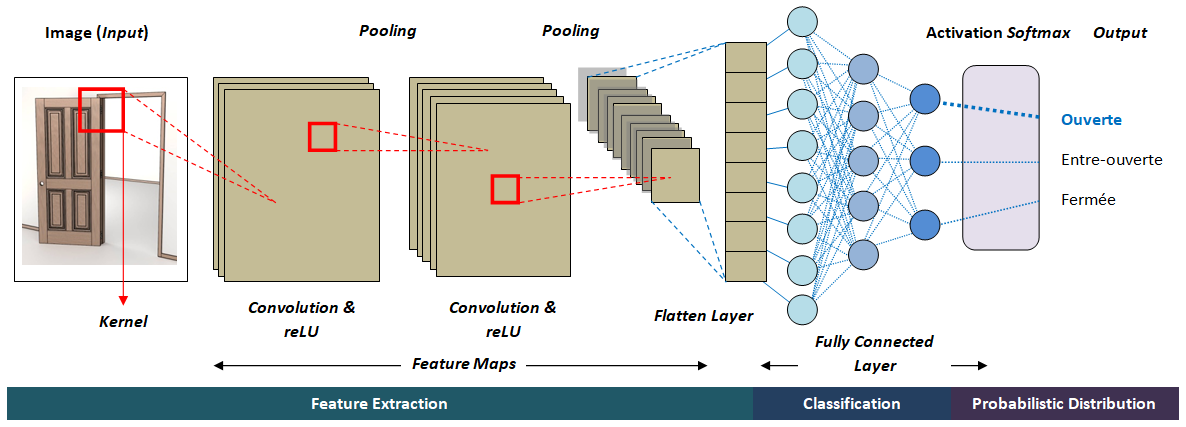 Image (Input)
Pooling
Pooling
Activation Softmax
Output
Ouverte
Entre-ouverte
Fermée
Kernel
Convolution &
reLU
Convolution &
reLU
Flatten Layer
Fully Connected
Layer
Feature Maps
Feature Extraction
Classification
Probabilistic Distribution